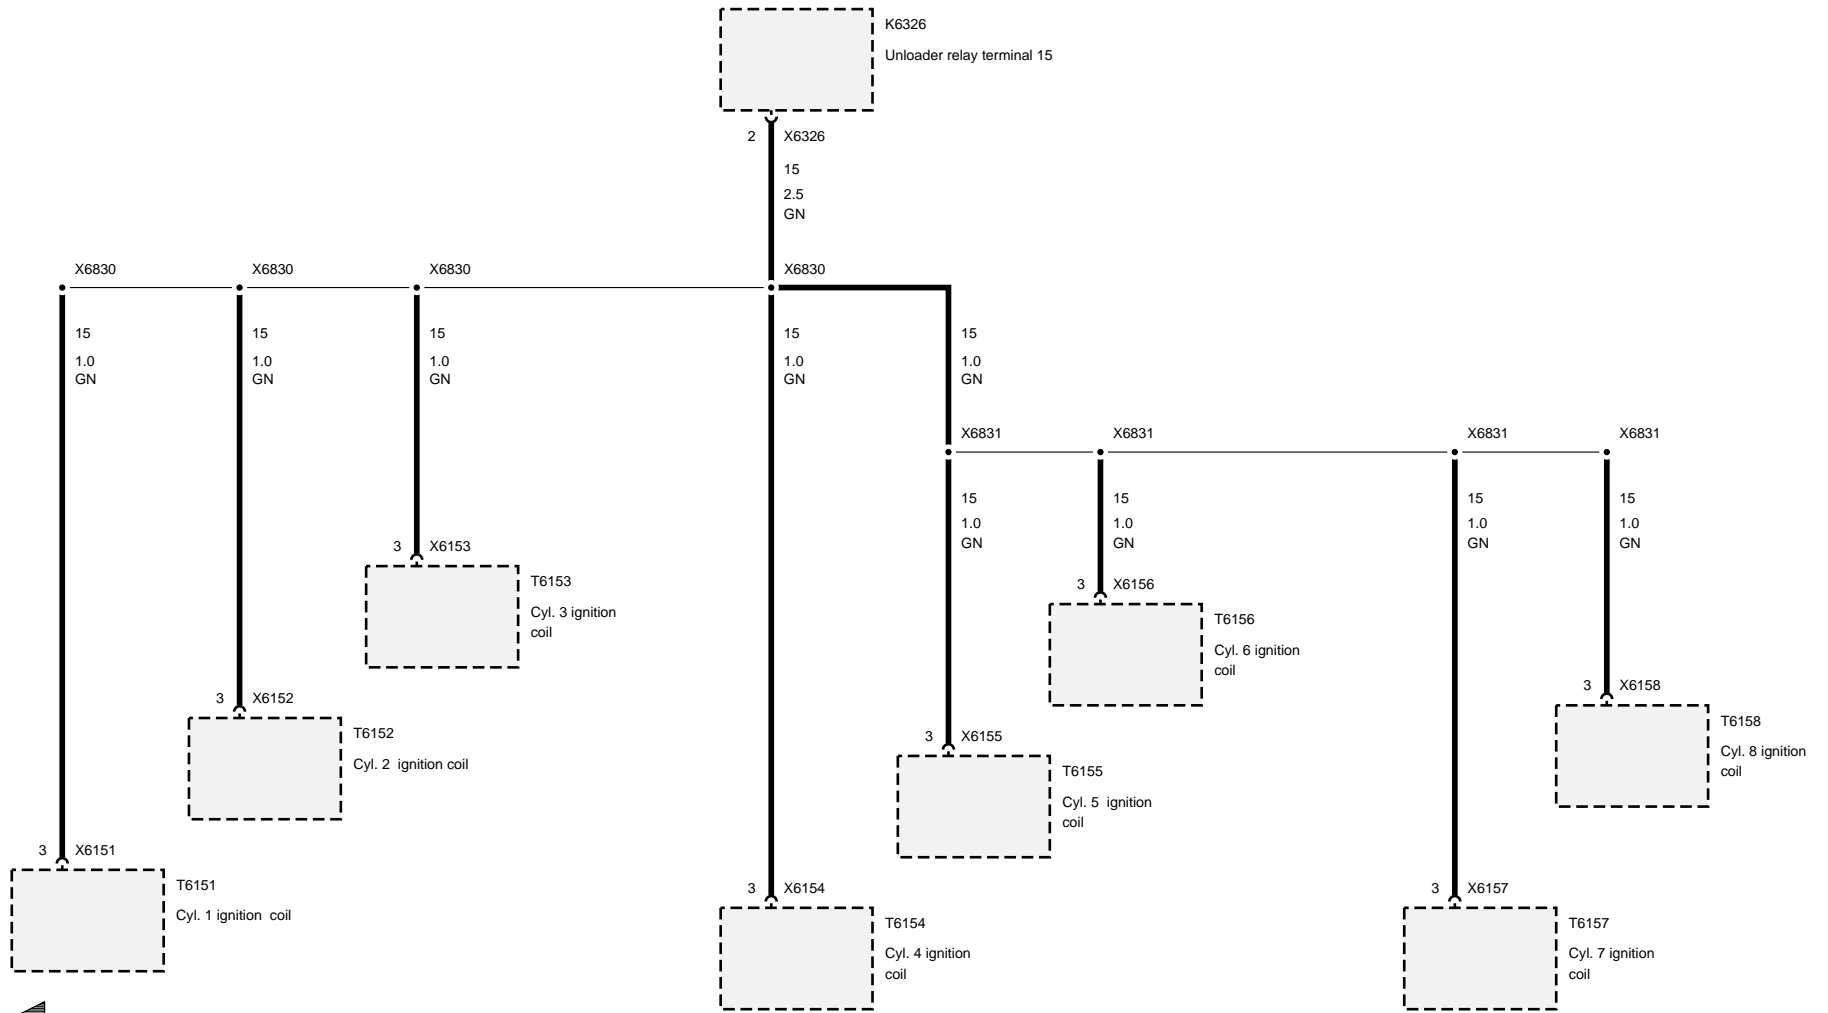 K6326
Unloader relay terminal 15
2 X6326
15
2.5
GN
X6830 X6830 X6830 X6830
15 15 15 15 15
1.0 1.0 1.0 1.0 1.0
GN GN GN GN GN
X6831 X6831 X6831 X6831
15 15 15 15
1.0 1.0 1.0 1.0
GN GN GN GN
3 X6153
T6153
Cyl. 3 ignition
coil
3 X6156
T6156
Cyl. 6 ignition
coil
3 X6152
T6152
Cyl. 2 ignition coil
3 X6158
T6158
Cyl. 8 ignition
coil
3 X6155
T6155
Cyl. 5 ignition
coil
3 X6151
T6151
Cyl. 1 ignition coil
3 X6154
T6154
Cyl. 4 ignition
coil
3 X6157
T6157
Cyl. 7 ignition
coil